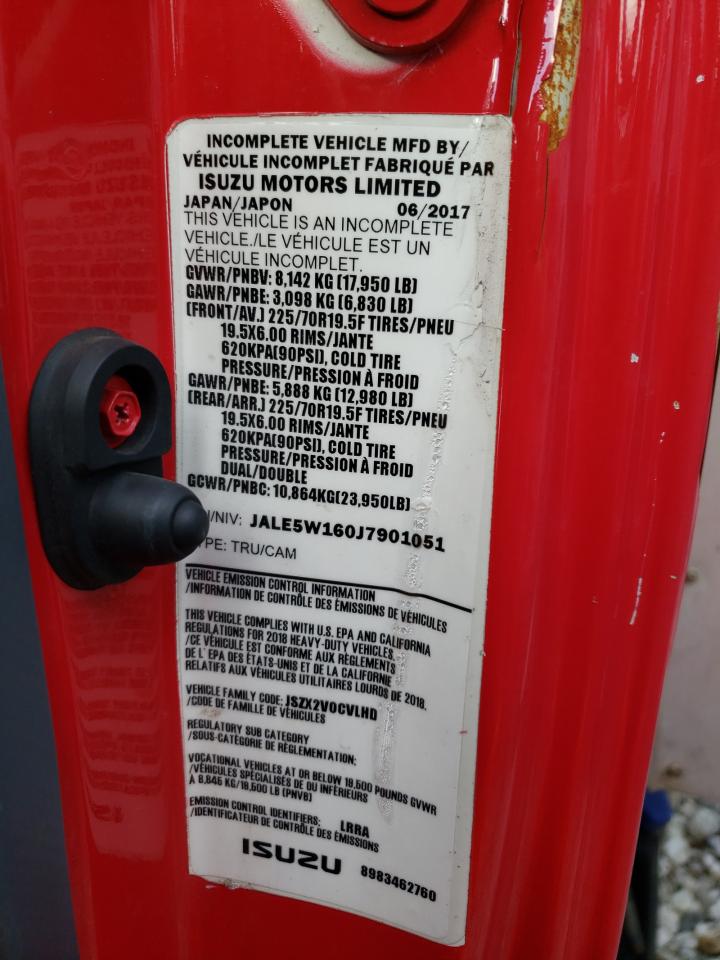 INCOMPLETE VEHICLE MFD BY/
VÉHICULE INCOMPLET FABRIQUÉ PAR
ISUZU MOTORS LIMITED
JAPAN/JAPON 06/2017
THIS VEHICLE IS AN INCOMPLETE
VEHICLE./LE VÉHICULE EST UN
VÉHICULE INCOMPLET.
GVWR/PNBV: 8,142 KG (17,950 LB)
GAWR/PNBE: 3,098 KG (6,830 LB)
(FRONT/AV.) 225/70R19.5F TIRES/PNEU
19.5X6.00 RIMS/JANTE
620KPA(90PSI), COLD TIRE
PRESSURE/PRESSION À FROID
GAWR/PNBE: 5,888 KG (12,980 LB)
(REAR/ARR.) 225/70R19.5F TIRES/PNEU
19.5X6.00 RIMS/JANTE
620KPA(90PSI), COLD TIRE
PRESSURE/PRESSION À FROID
DUAL/DOUBLE
GCWR/PNBC: 10,864KG(23,950LB)
/NIV: JALE5W160J7901051
PE: TRU/CAM
VEHICLE EMISSION CONTROL INFORMATION
/INFORMATION DE CONTRÔLE DES ÉMISSIONS DE VÉHICULES
THIS VEHICLE COMPLIES WITH U.S. EPA AND CALIFORNIA
REGULATIONS FOR 2018 HEAVY-DUTY VEHICLES.
/CE VÉHICULE EST CONFORME AUX RÈGLEMENTS
DE L'EPA DES ÉTATS-UNIS ET DE LA CALIFORNIE
RELATIFS AUX VÉHICULES UTILITAIRES LOURDS DE 2018.
VEHICLE FAMILY CODE: JSZX2VOCVLHD
/CODE DE FAMILLE DE VÉHICULES
REGULATORY SUB CATEGORY
/SOUS-CATÉGORIE DE RÉGLEMENTATION:
VOCATIONAL VEHICLES AT OR BELOW 19,500 POUNDS GVWR
/VÉHICULES SPÉCIALISÉS DE OU INFÉRIEURS
À 8,845 KG/19,500 LB (PNVB)
EMISSION CONTROL IDENTIFIERS: LRRA
/IDENTIFICATEUR DE CONTRÔLE DES ÉMISSIONS
ISUZU 8983462760